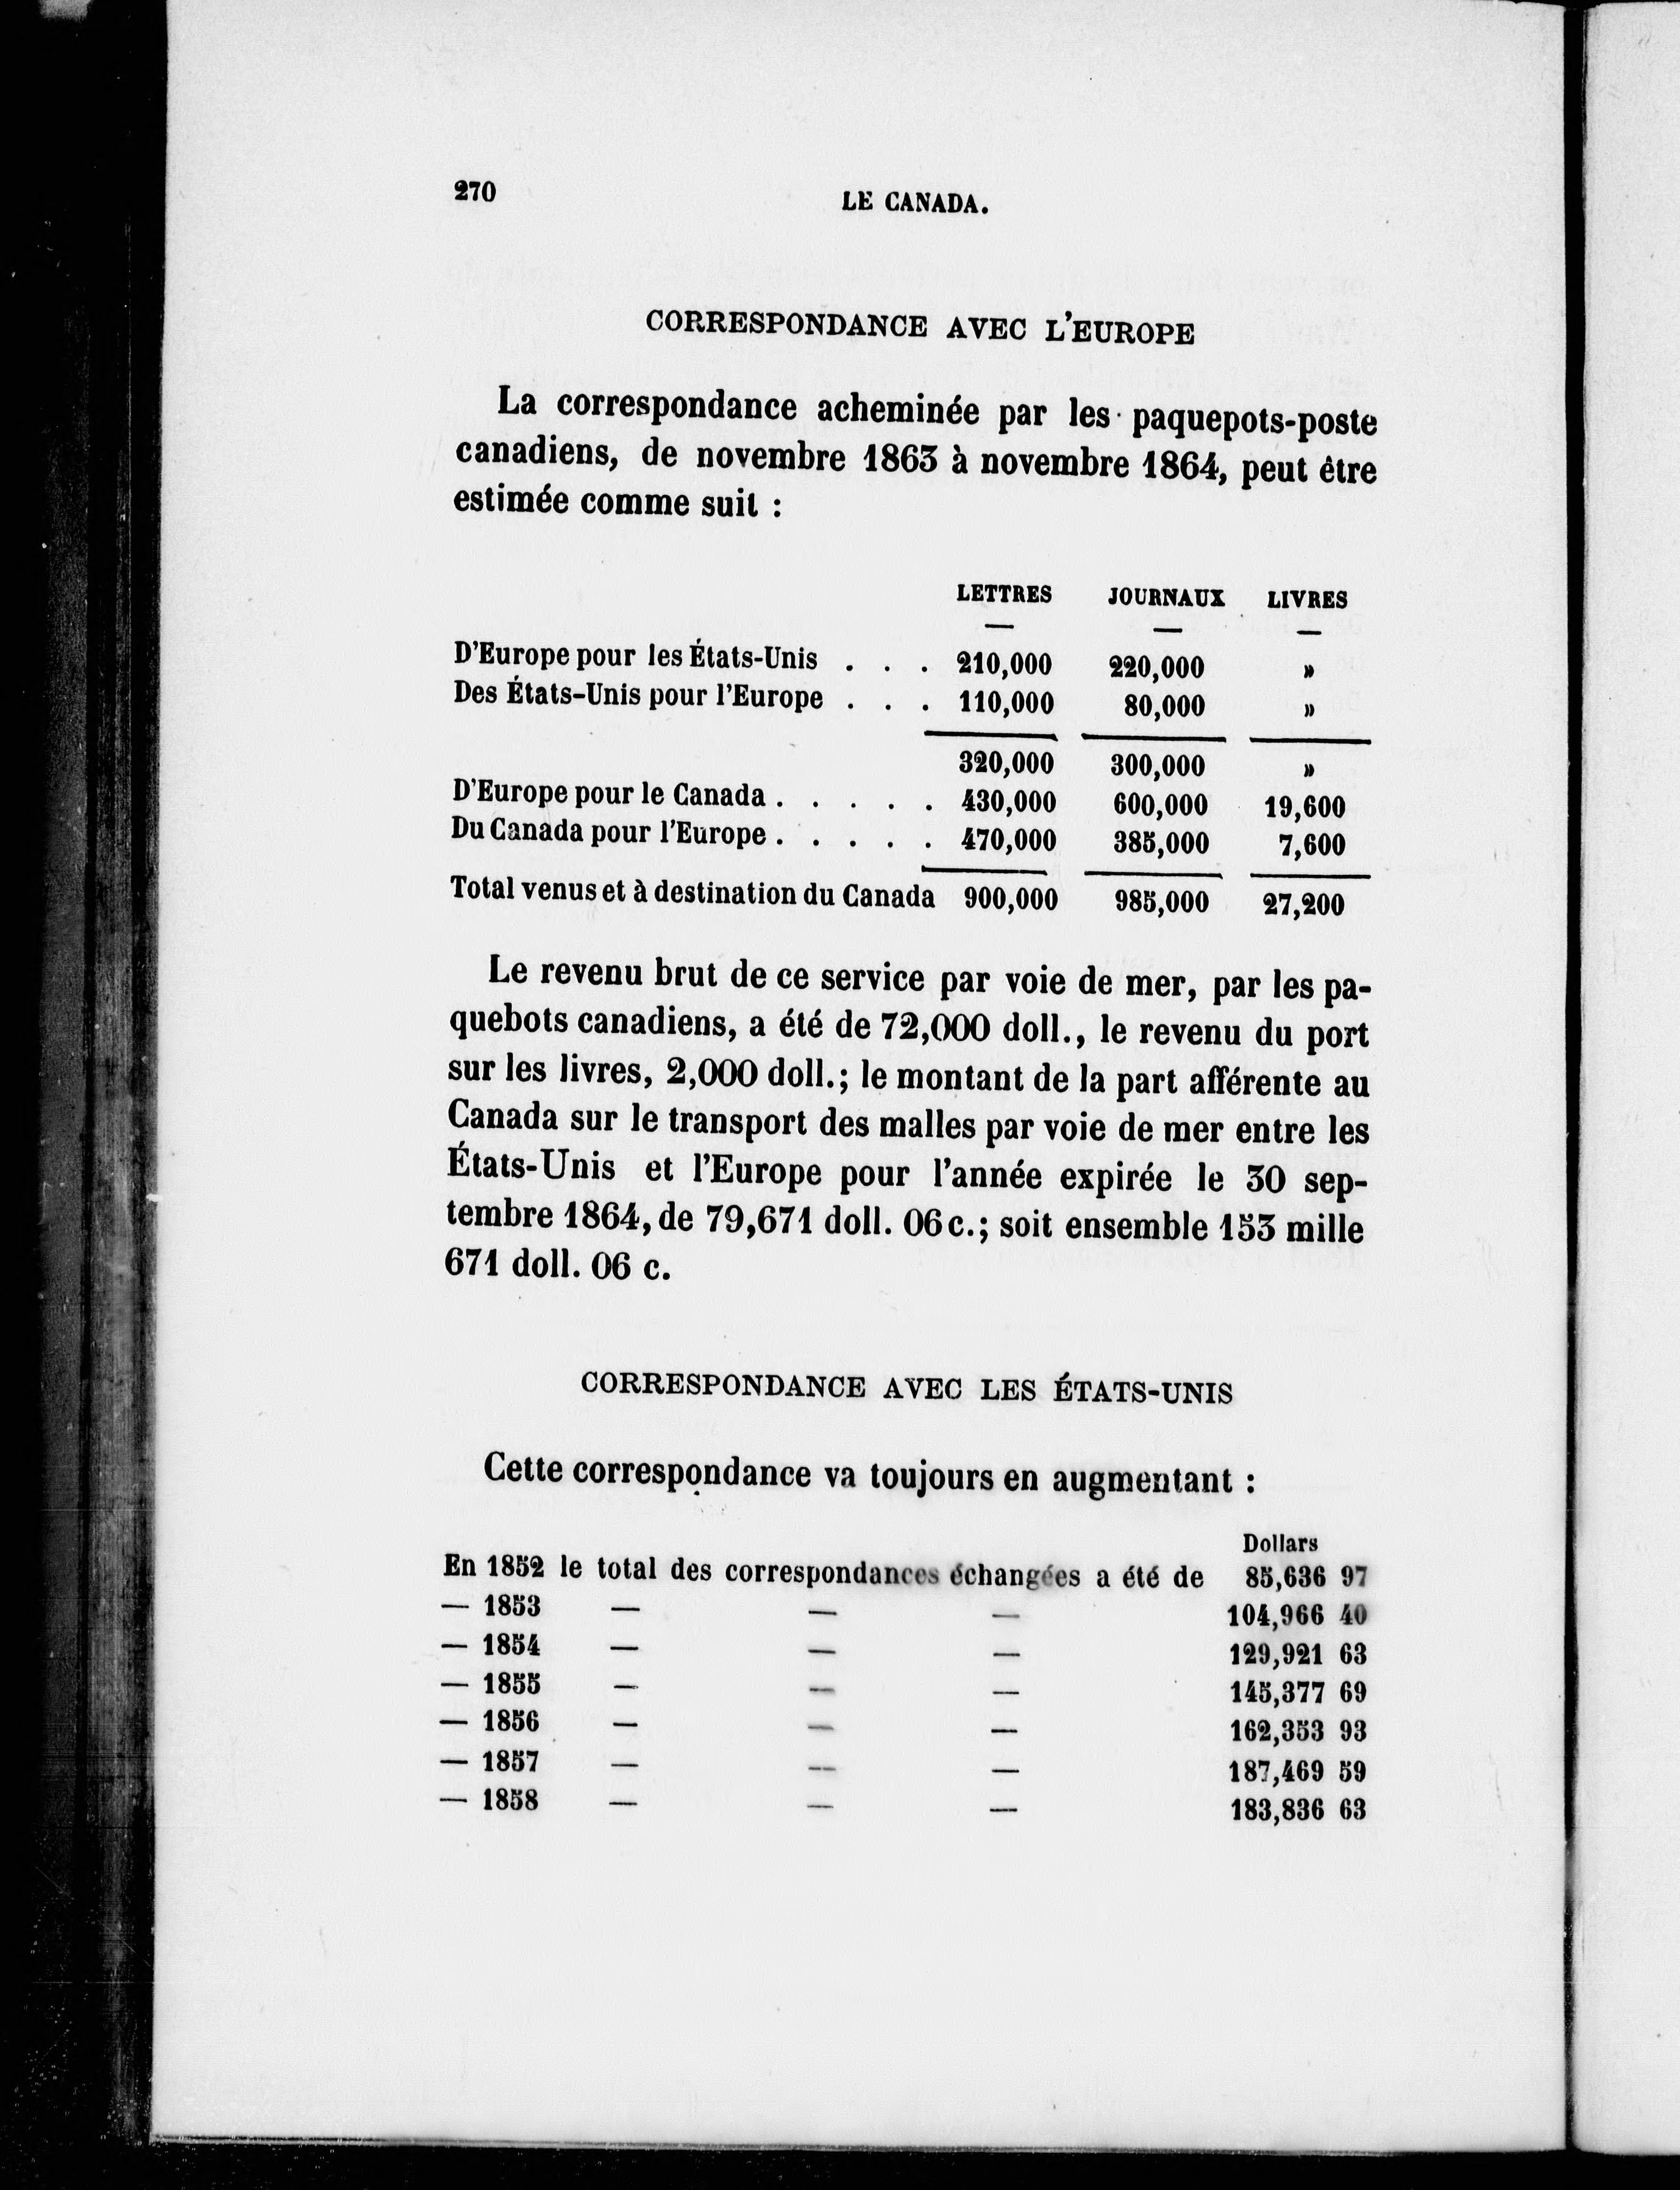 270
LE CANADA.
CORRESPONDANCE AVEC L'EUROPE
La correspondance acheminée par les paquepots-poste
canadiens, de novembre 1863 à novembre 1864, peut être
estimée comme suit :
LETTRES JOURNAUX LIVRES
— — —
D'Europe pour les États-Unis . . . 210,000 220,000 »
Des États-Unis pour l'Europe . . . 110,000 80,000 »
320,000 300,000 »
D'Europe pour le Canada . . . . . 430,000 600,000 19,600
Du Canada pour l'Europe . . . . . 470,000 385,000 7,600
Total venus et à destination du Canada 900,000 985,000 27,200
Le revenu brut de ce service par voie de mer, par les pa-
quebots canadiens, a été de 72,000 doll., le revenu du port
sur les livres, 2,000 doll.; le montant de la part afférente au
Canada sur le transport des malles par voie de mer entre les
États-Unis et l'Europe pour l'année expirée le 30 sep-
tembre 1864, de 79,671 doll. 06 c.; soit ensemble 153 mille
671 doll. 06 c.
CORRESPONDANCE AVEC LES ÉTATS-UNIS
Cette correspondance va toujours en augmentant :
Dollars
En 1852 le total des correspondances échangées a été de 85,636 97
— 1853 — — — 104,966 40
— 1854 — — — 129,921 63
— 1855 — — — 145,377 69
— 1856 — — — 162,353 93
— 1857 — — — 187,469 59
— 1858 — — — 183,836 63